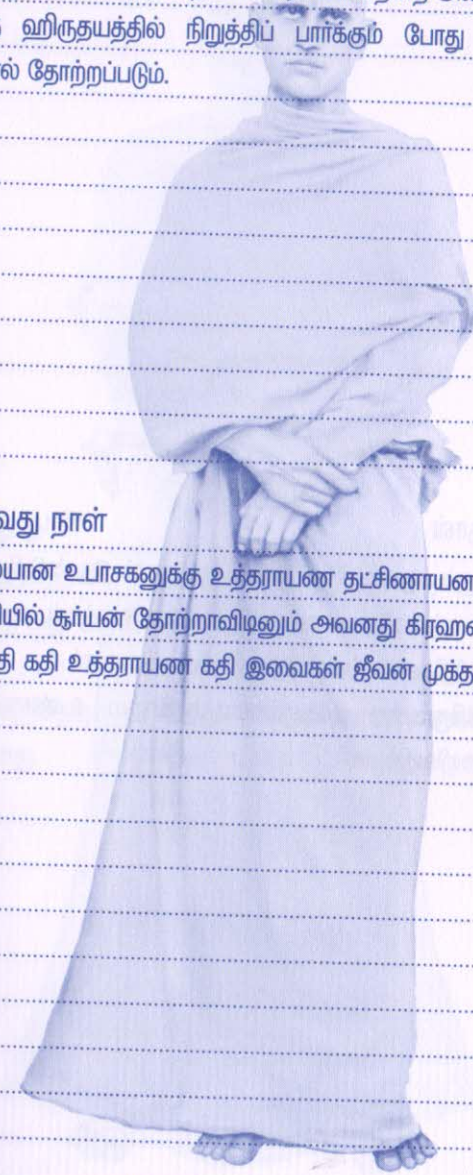 ஹிருதயத்தில் நிறுத்திப் பார்க்கும் போது
தோற்றப்படும்.
வது நாள்
உபாசகனுக்கு உத்தராயண தட்சிணாயன
சூர்யன் தோற்றாவிடினும் அவனது கிரஹண
கதி உத்தராயண கதி இவைகள் ஜீவன் முக்த